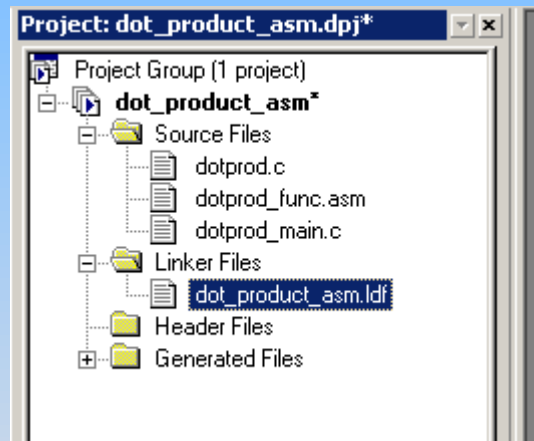 Project: dot_product_asm.dpj*
Project Group (1 project)
dot_product_asm*
Source Files
dotprod.c
dotprod_func.asm
dotprod_main.c
Linker Files
dot_product_asm.ldf
Header Files
Generated Files